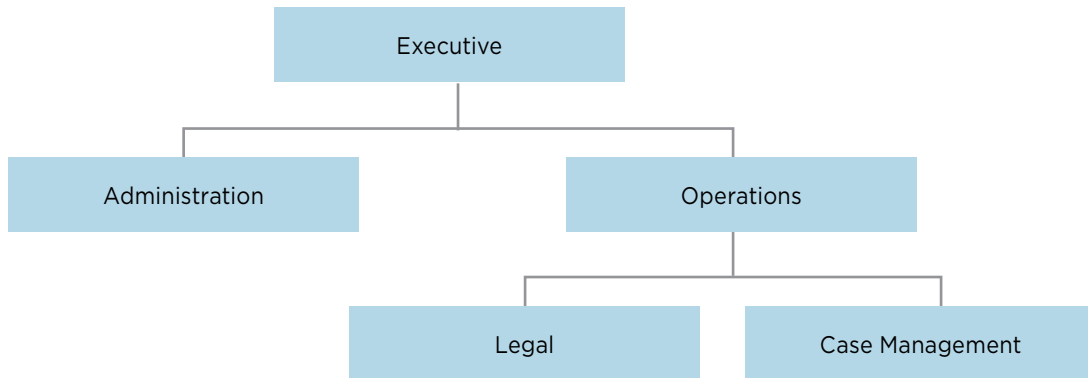 Executive
Administration
Operations
Legal
Case Management